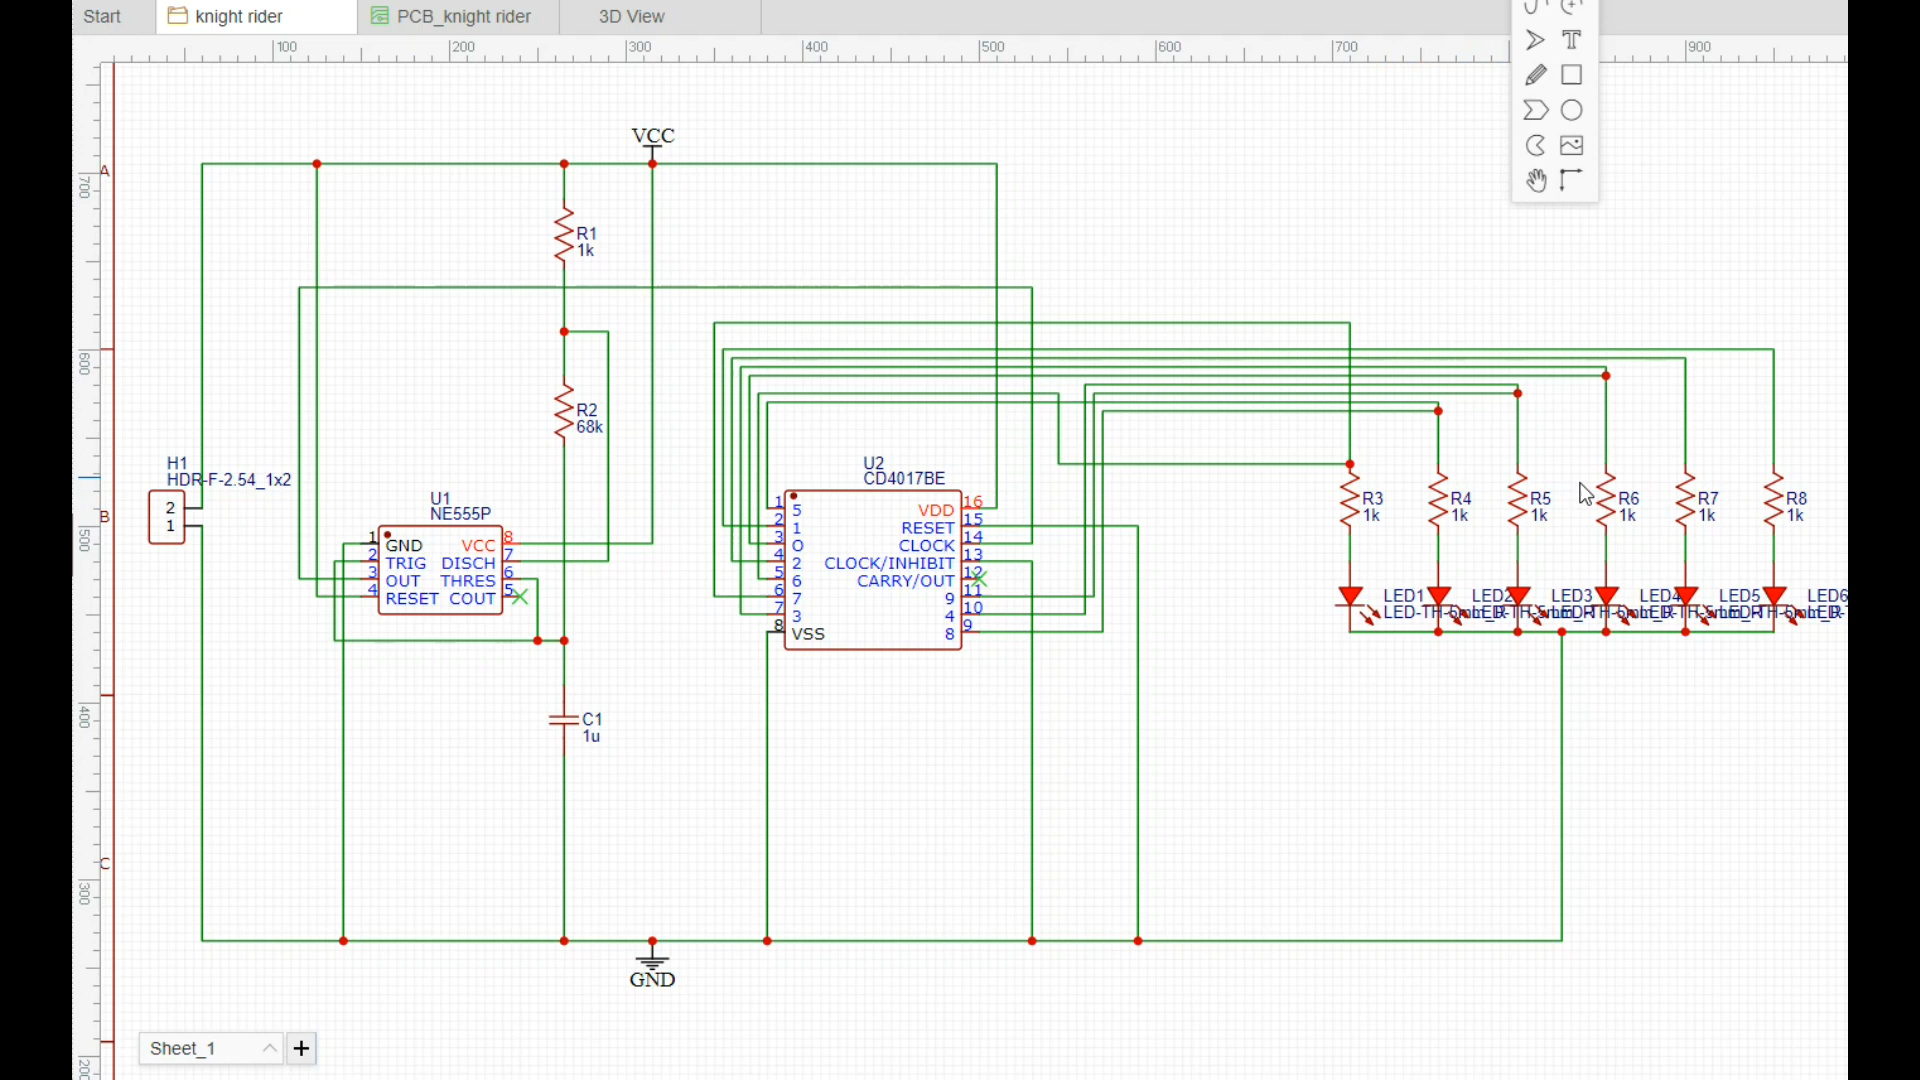 Start
knight rider
PCB_knight rider
3D View
100
200
300
400
500
600
700
900
A
700
600
B
500
400
C
300
200
VCC
R1
1k
R2
68k
H1
HDR-F-2.54_1x2
2
1
U1
NE555P
1 GND VCC 8
2 TRIG DISCH 7
3 OUT THRES 6
4 RESET COUT 5
C1
1u
GND
U2
CD4017BE
1 5 VDD 16
2 1 RESET 15
3 0 CLOCK 14
4 2 CLOCK/INHIBIT 13
5 6 CARRY/OUT 12
6 7 9 11
7 3 4 10
8 VSS 8 9
R3
1k
R4
1k
R5
1k
R6
1k
R7
1k
R8
1k
LED1
LED2
LED3
LED4
LED5
LED6
Sheet_1